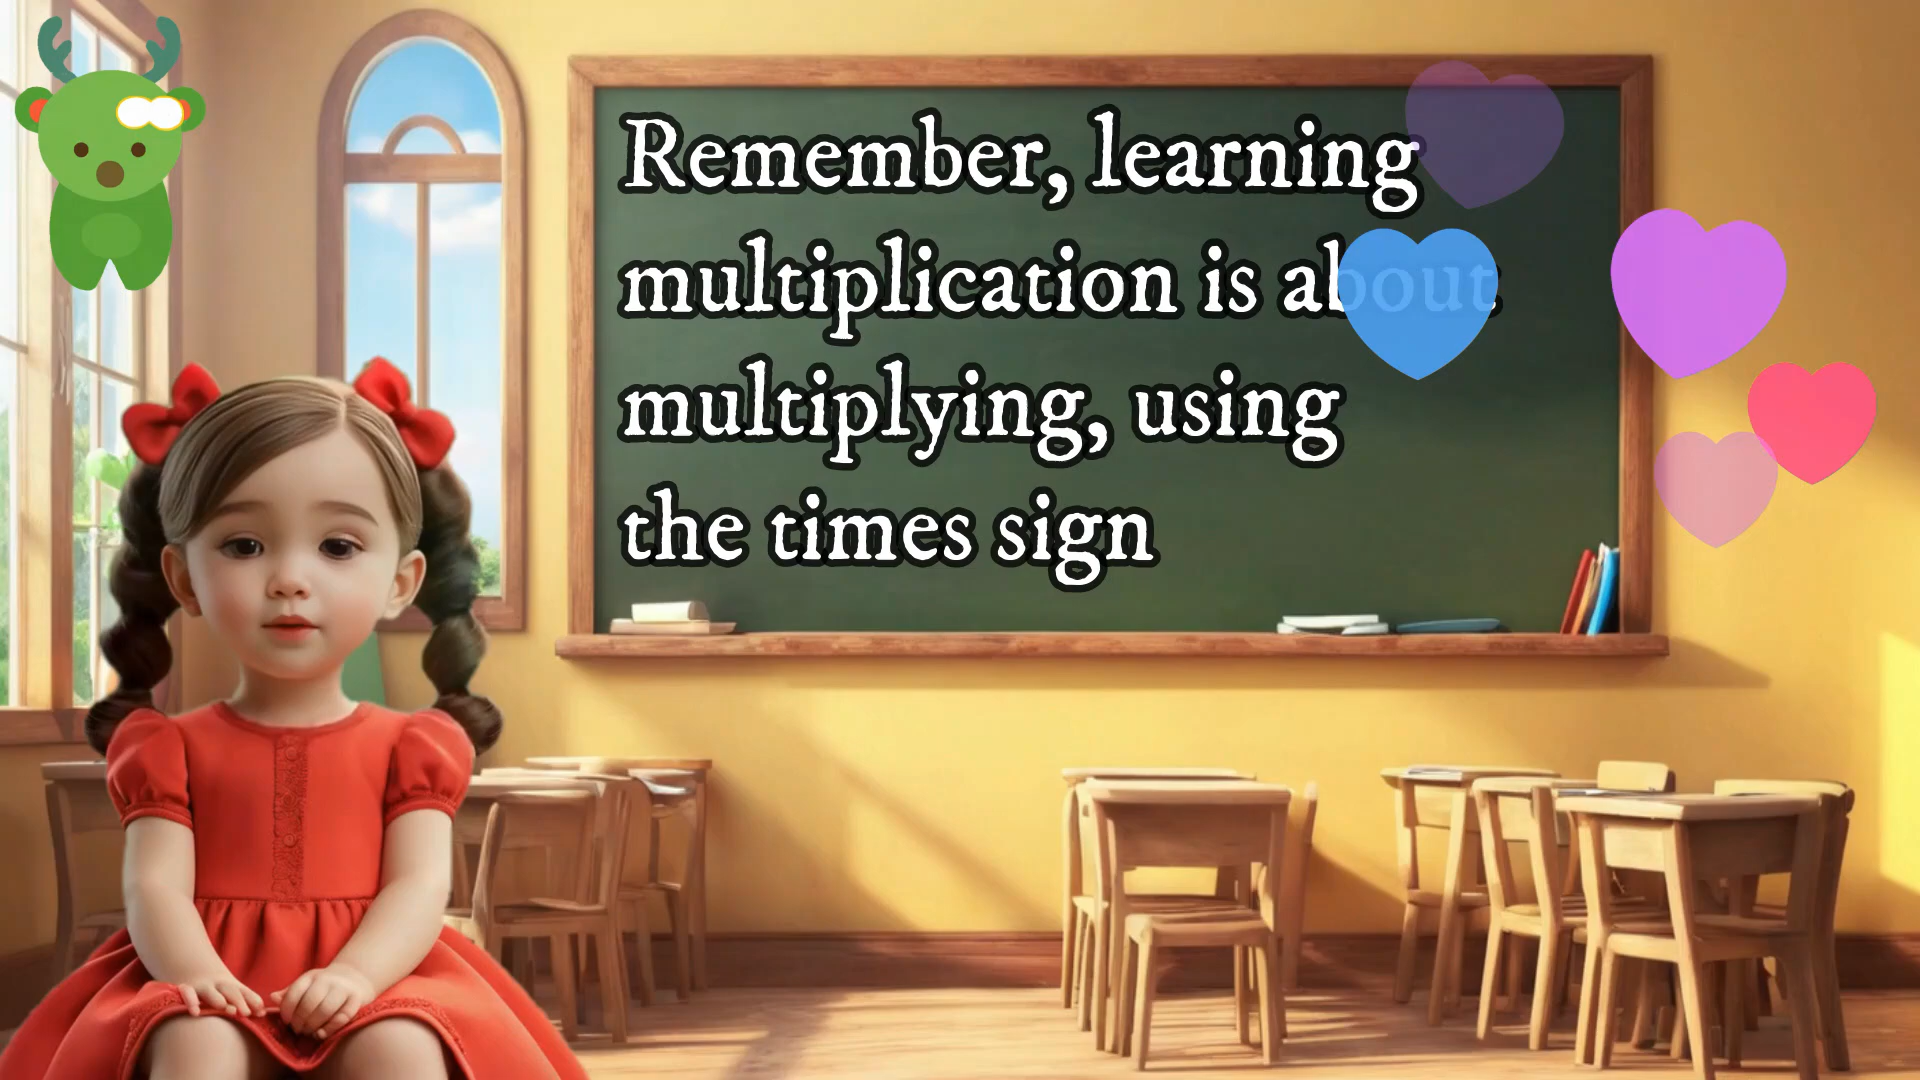 Remember, learning
multiplication is about
multiplying, using
the times sign